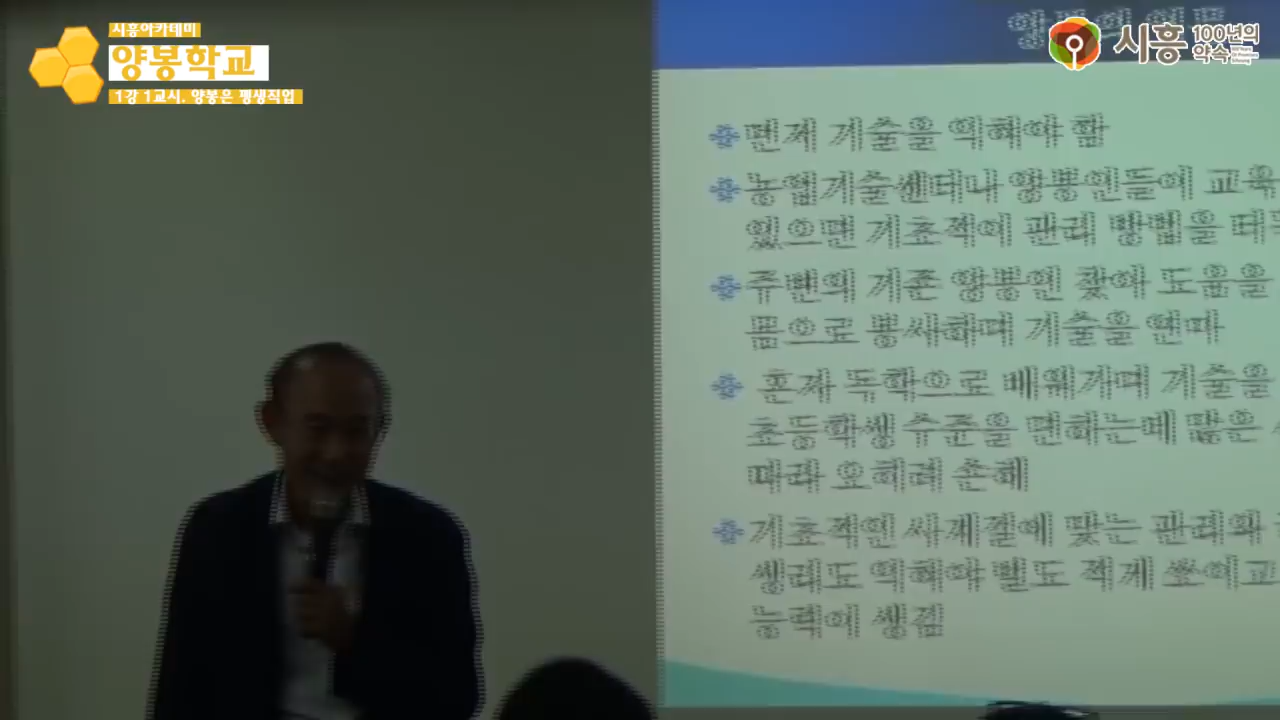 시흥아카데미
양봉학교
1강 1교시. 양봉은 평생직업
시흥 100년의 약속
먼저 기술을 익혀야 함
농업기술센터나 양봉인들에 교육
있으면 기초적이 관리 방법을
주변의 기존 양봉인 찾아 도움을
품으로 봉사하며 기술을 연마
혼자 독학으로 배워가며 기술을
초등학생 수준을 면하는데 많은
따라 오히려 손해
기초적인 사계절에 맞는 관리와
생리도 익혀야 벌도 적게 쏘이고
능력이 생김